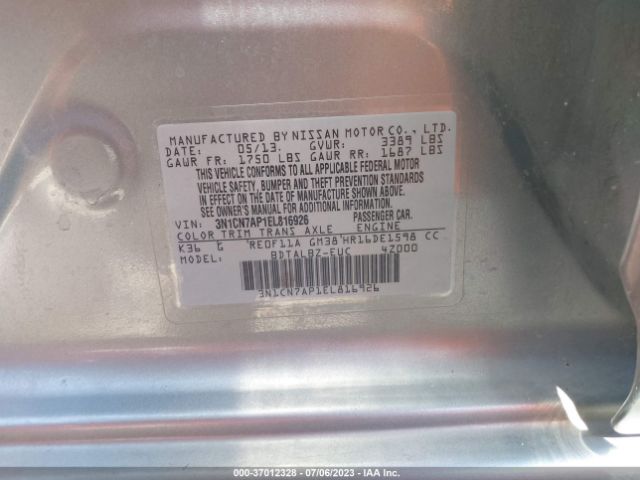 MANUFACTURED BY NISSAN MOTOR CO., LTD.
DATE: 05/13. GVWR: 3389 LBS
GAWR FR: 1750 LBS GAWR RR: 1687 LBS
THIS VEHICLE CONFORMS TO ALL APPLICABLE FEDERAL MOTOR
VEHICLE SAFETY, BUMPER AND THEFT PREVENTION STANDARDS
IN EFFECT ON THE DATE OF MANUFACTURE SHOWN ABOVE.
SEE OWNER'S MANUAL FOR ADDITIONAL INFORMATION.
VIN: 3N1CN7AP1EL816926 PASSENGER CAR.
COLOR TRIM TRANS AXLE ENGINE
K36 G 'RE0F11A GM38'HR16DE1598 CC
MODEL: BDTALBZ-EUC 4Z000
3N1CN7AP1EL816926
000-37012328 - 07/06/2023 - IAA Inc.